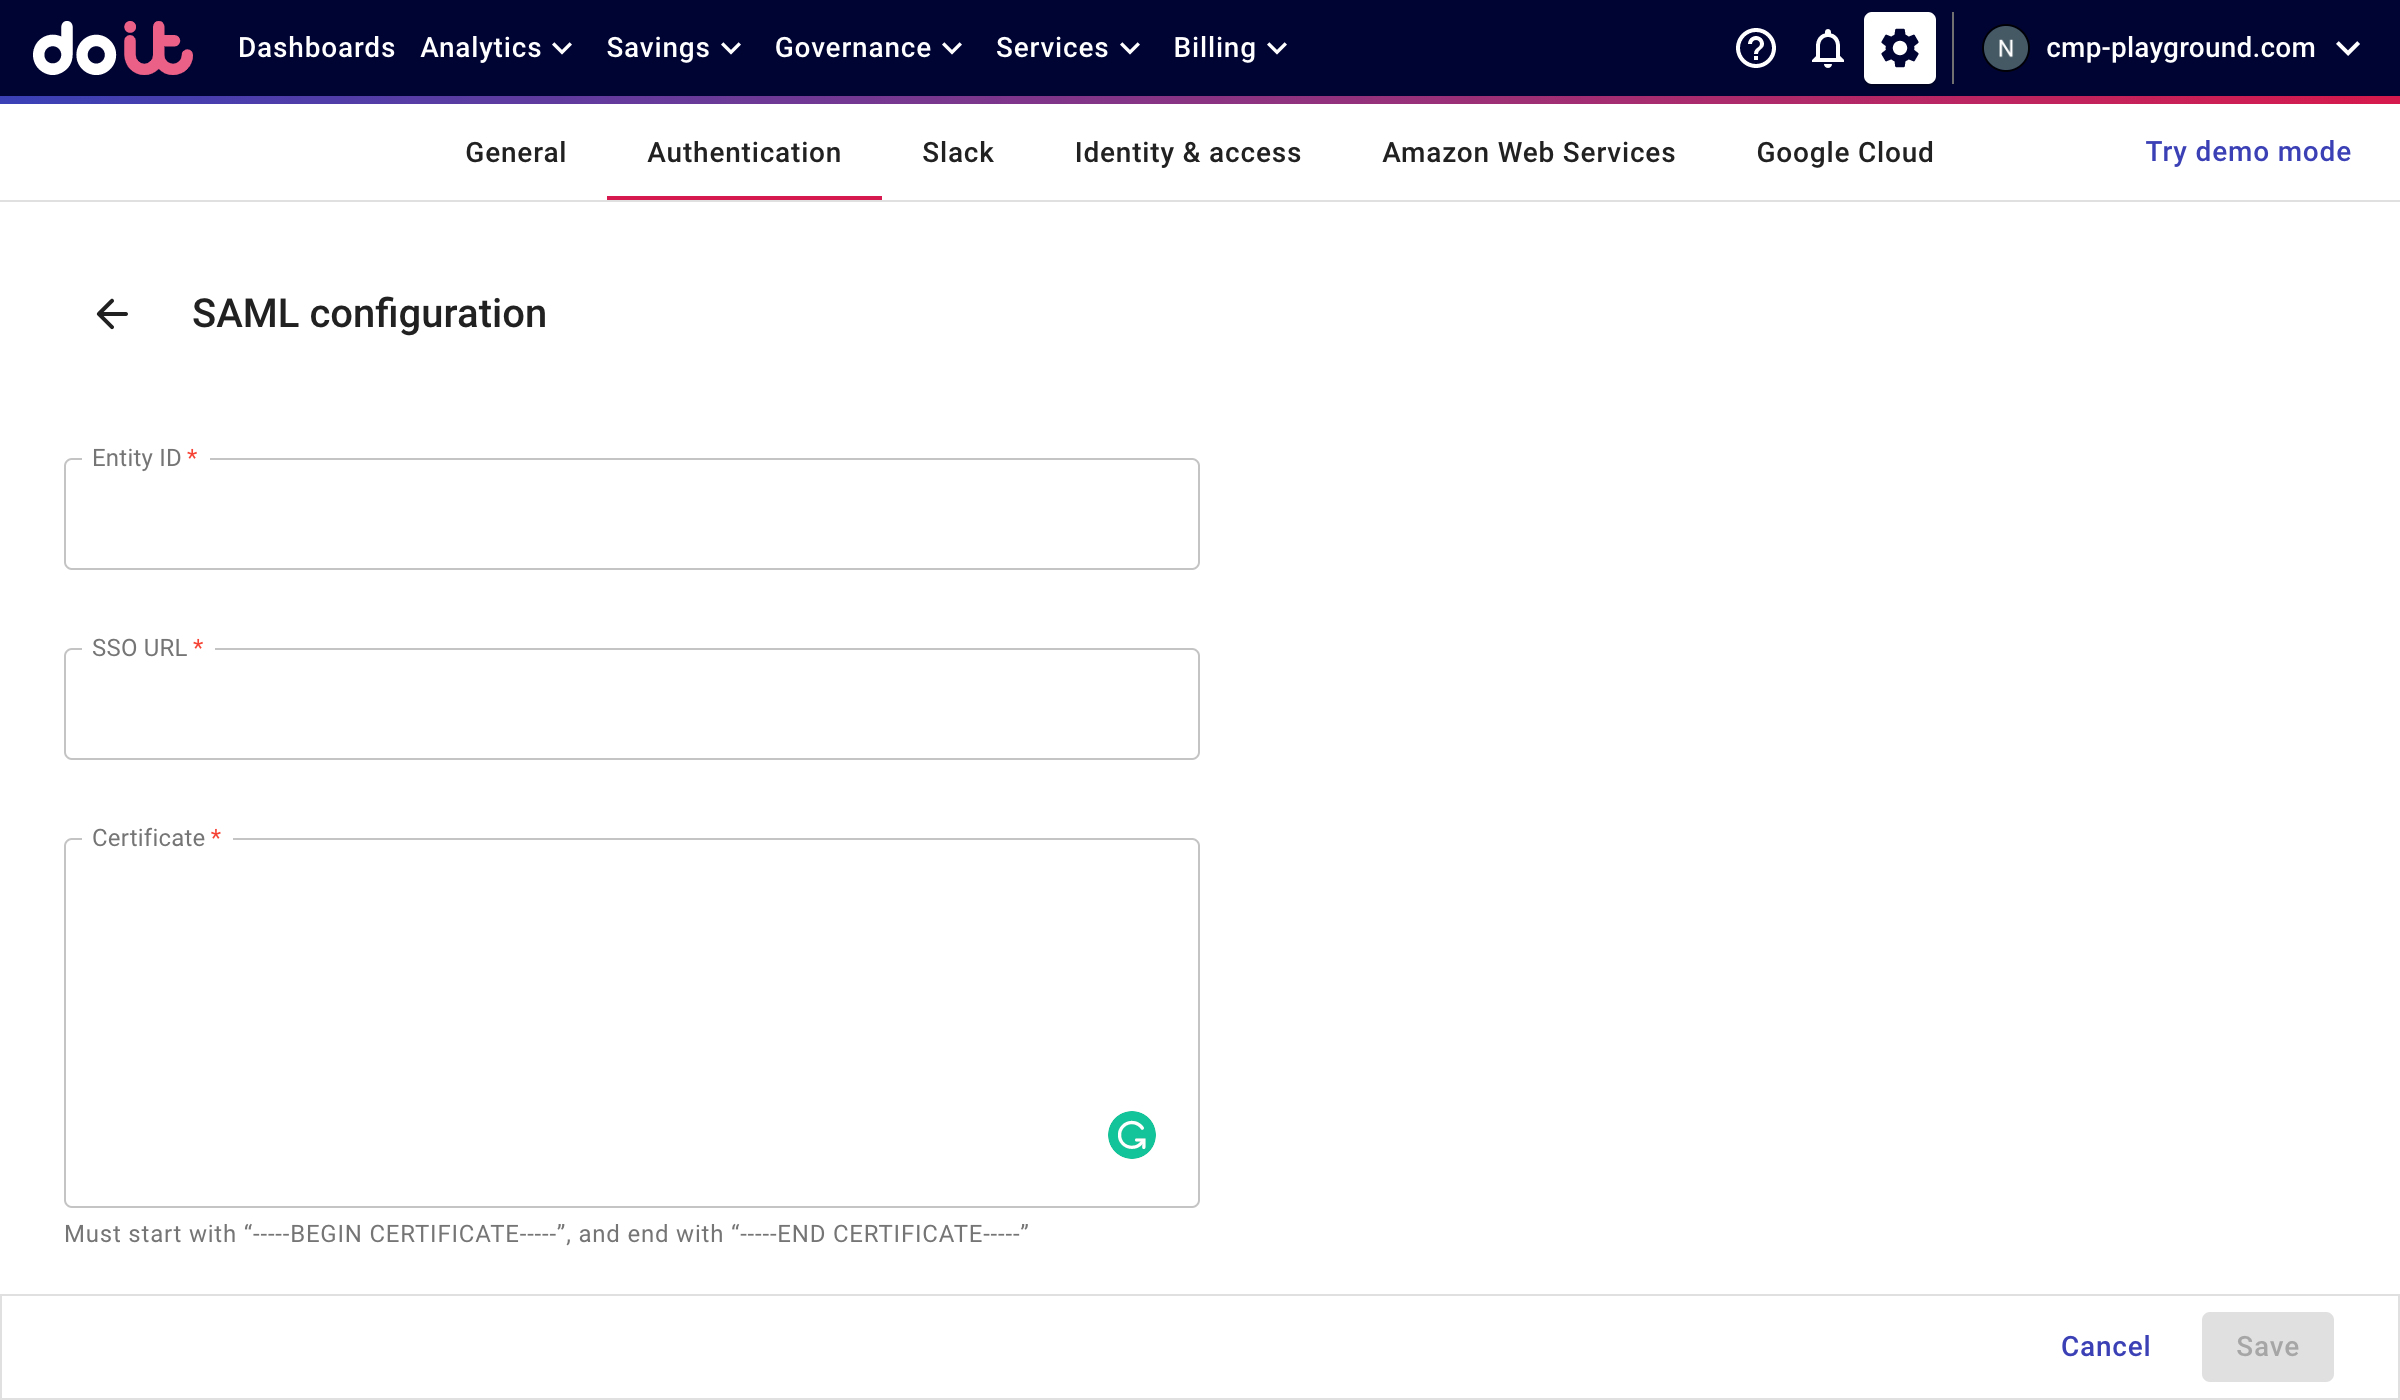 doit Dashboards Analytics Savings Governance Services Billing N cmp-playground.com
General Authentication Slack Identity & access Amazon Web Services Google Cloud Try demo mode
SAML configuration
Entity ID *
SSO URL *
Certificate *
Must start with “-----BEGIN CERTIFICATE-----”, and end with “-----END CERTIFICATE-----”
Cancel Save